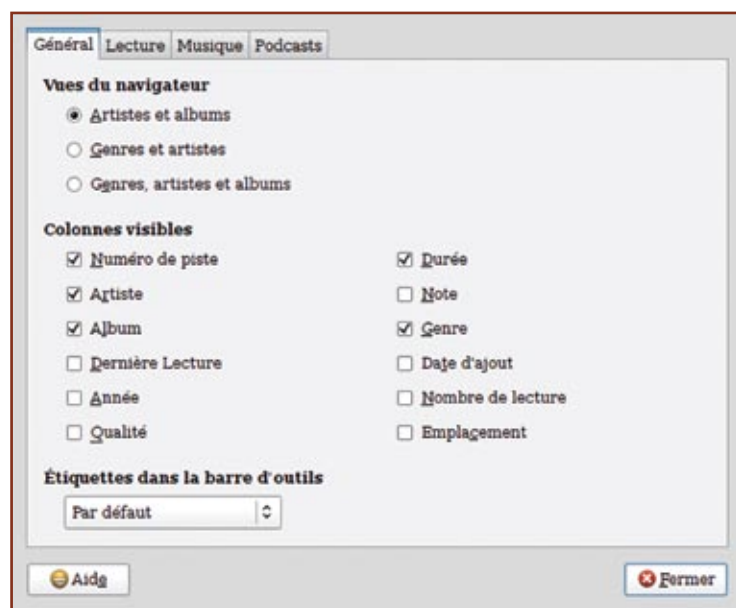 Général Lecture Musique Podcasts
Vues du navigateur
Artistes et albums
Genres et artistes
Genres, artistes et albums
Colonnes visibles
Numéro de piste
Durée
Artiste
Note
Album
Genre
Dernière Lecture
Date d'ajout
Année
Nombre de lecture
Qualité
Emplaçement
Étiquettes dans la barre d'outils
Par défaut
Aide
Fermer